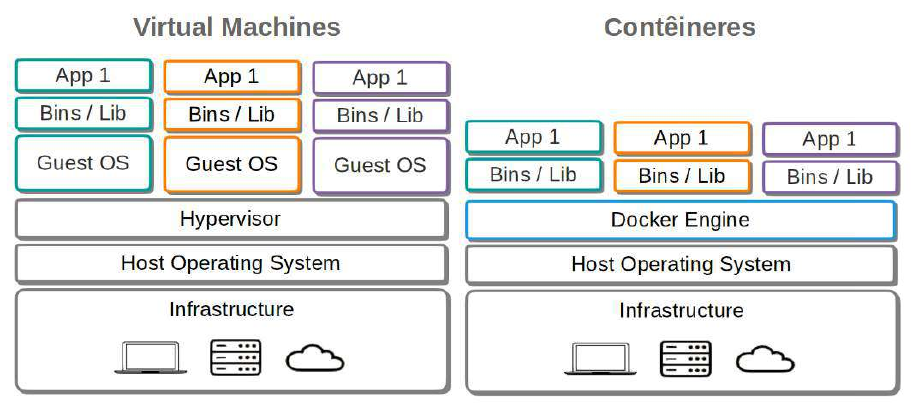 Virtual Machines
App 1
App 1
App 1
Bins / Lib
Bins / Lib
Bins / Lib
Guest OS
Guest OS
Guest OS
Hypervisor
Host Operating System
Infrastructure
Contêineres
App 1
App 1
App 1
Bins / Lib
Bins / Lib
Bins / Lib
Docker Engine
Host Operating System
Infrastructure